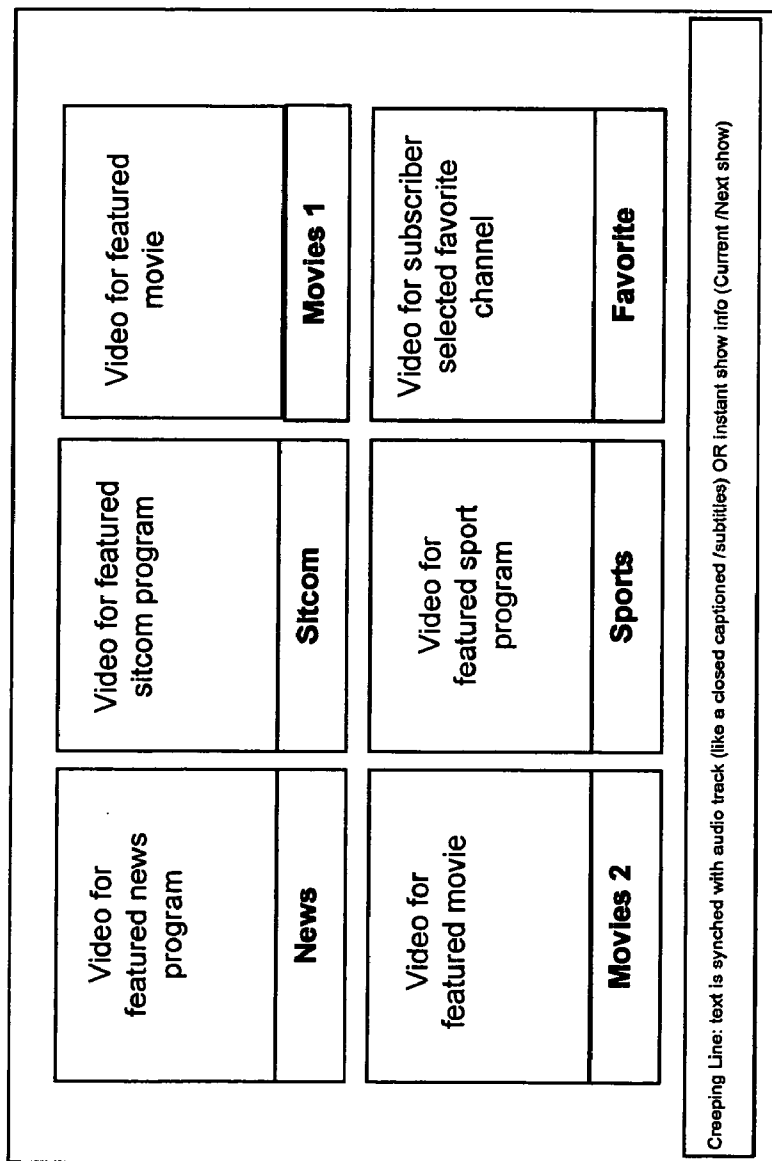 Video for
featured news
program
News
Video for featured
sitcom program
Sitcom
Video for featured
movie
Movies 1
Video for
featured movie
Movies 2
Video for
featured sport
program
Sports
Video for subscriber
selected favorite
channel
Favorite
Creeping Line: text is synched with audio track (like a closed captioned /subtitles) OR instant show info (Current /Next show)